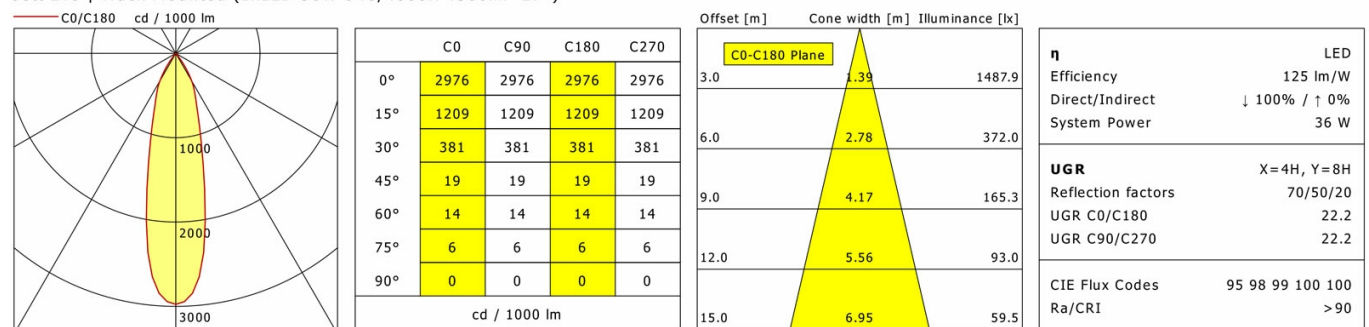 C0/C180 cd / 1000 lm
1000
2000
3000
C0 C90 C180 C270
0° 2976 2976 2976 2976
15° 1209 1209 1209 1209
30° 381 381 381 381
45° 19 19 19 19
60° 14 14 14 14
75° 6 6 6 6
90° 0 0 0 0
cd / 1000 lm
Offset [m] Cone width [m] Illuminance [lx]
C0-C180 Plane
3.0 1.39 1487.9
6.0 2.78 372.0
9.0 4.17 165.3
12.0 5.56 93.0
15.0 6.95 59.5
η LED
Efficiency 125 lm/W
Direct/Indirect ↓ 100% / ↑ 0%
System Power 36 W
UGR X=4H, Y=8H
Reflection factors 70/50/20
UGR C0/C180 22.2
UGR C90/C270 22.2
CIE Flux Codes 95 98 99 100 100
Ra/CRI >90